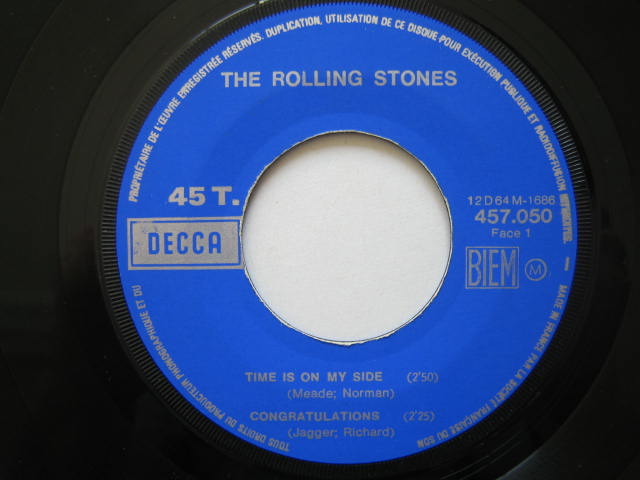 TOUS DROITS DU PRODUCTEUR PHONOGRAPHIQUE ET DU PROPRIÉTAIRE DE L'ŒUVRE ENREGISTRÉE RÉSERVÉS. DUPLICATION, UTILISATION DE CE DISQUE POUR EXÉCUTION PUBLIQUE ET RADIODIFFUSION INTERDITES. — MADE IN FRANCE PAR LA SOCIÉTÉ FRANÇAISE DU SON
THE ROLLING STONES
45 T.
12 D 64 M-1686
457.050
Face 1
DECCA
BIEM M
TIME IS ON MY SIDE (2'50)
(Meade; Norman)
CONGRATULATIONS (2'25)
(Jagger; Richard)